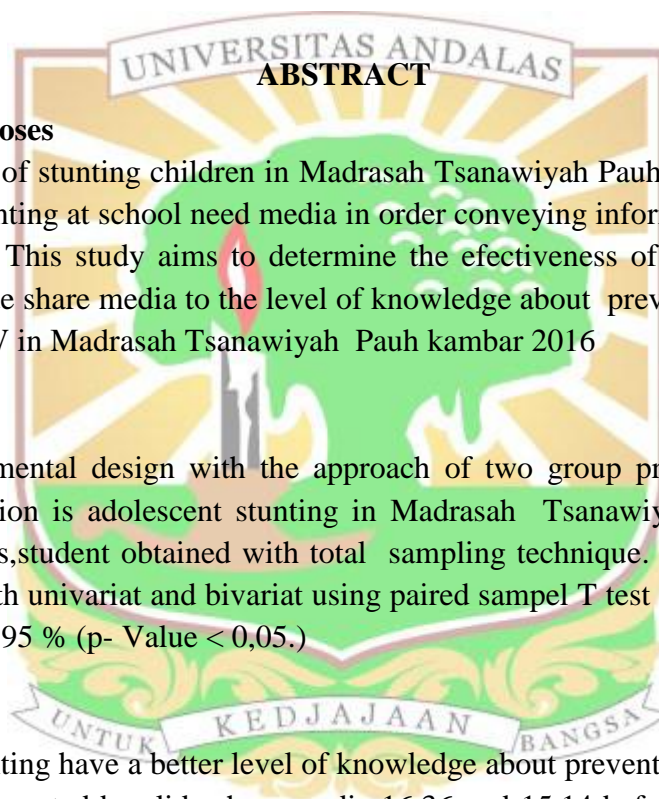 UNIVERSITAS ANDALAS
ABSTRACT
oses
of stunting children in Madrasah Tsanawiyah Pauh
nting at school need media in order conveying infor
This study aims to determine the efectiveness of
e share media to the level of knowledge about prev
in Madrasah Tsanawiyah Pauh kambar 2016
mental design with the approach of two group pr
ion is adolescent stunting in Madrasah Tsanawiy
s,student obtained with total sampling technique.
th univariat and bivariat using paired sampel T test
95 % (p- Value < 0,05.)
UNTUK KEDJAJAAN BANGSA
ting have a better level of knowledge about prevent